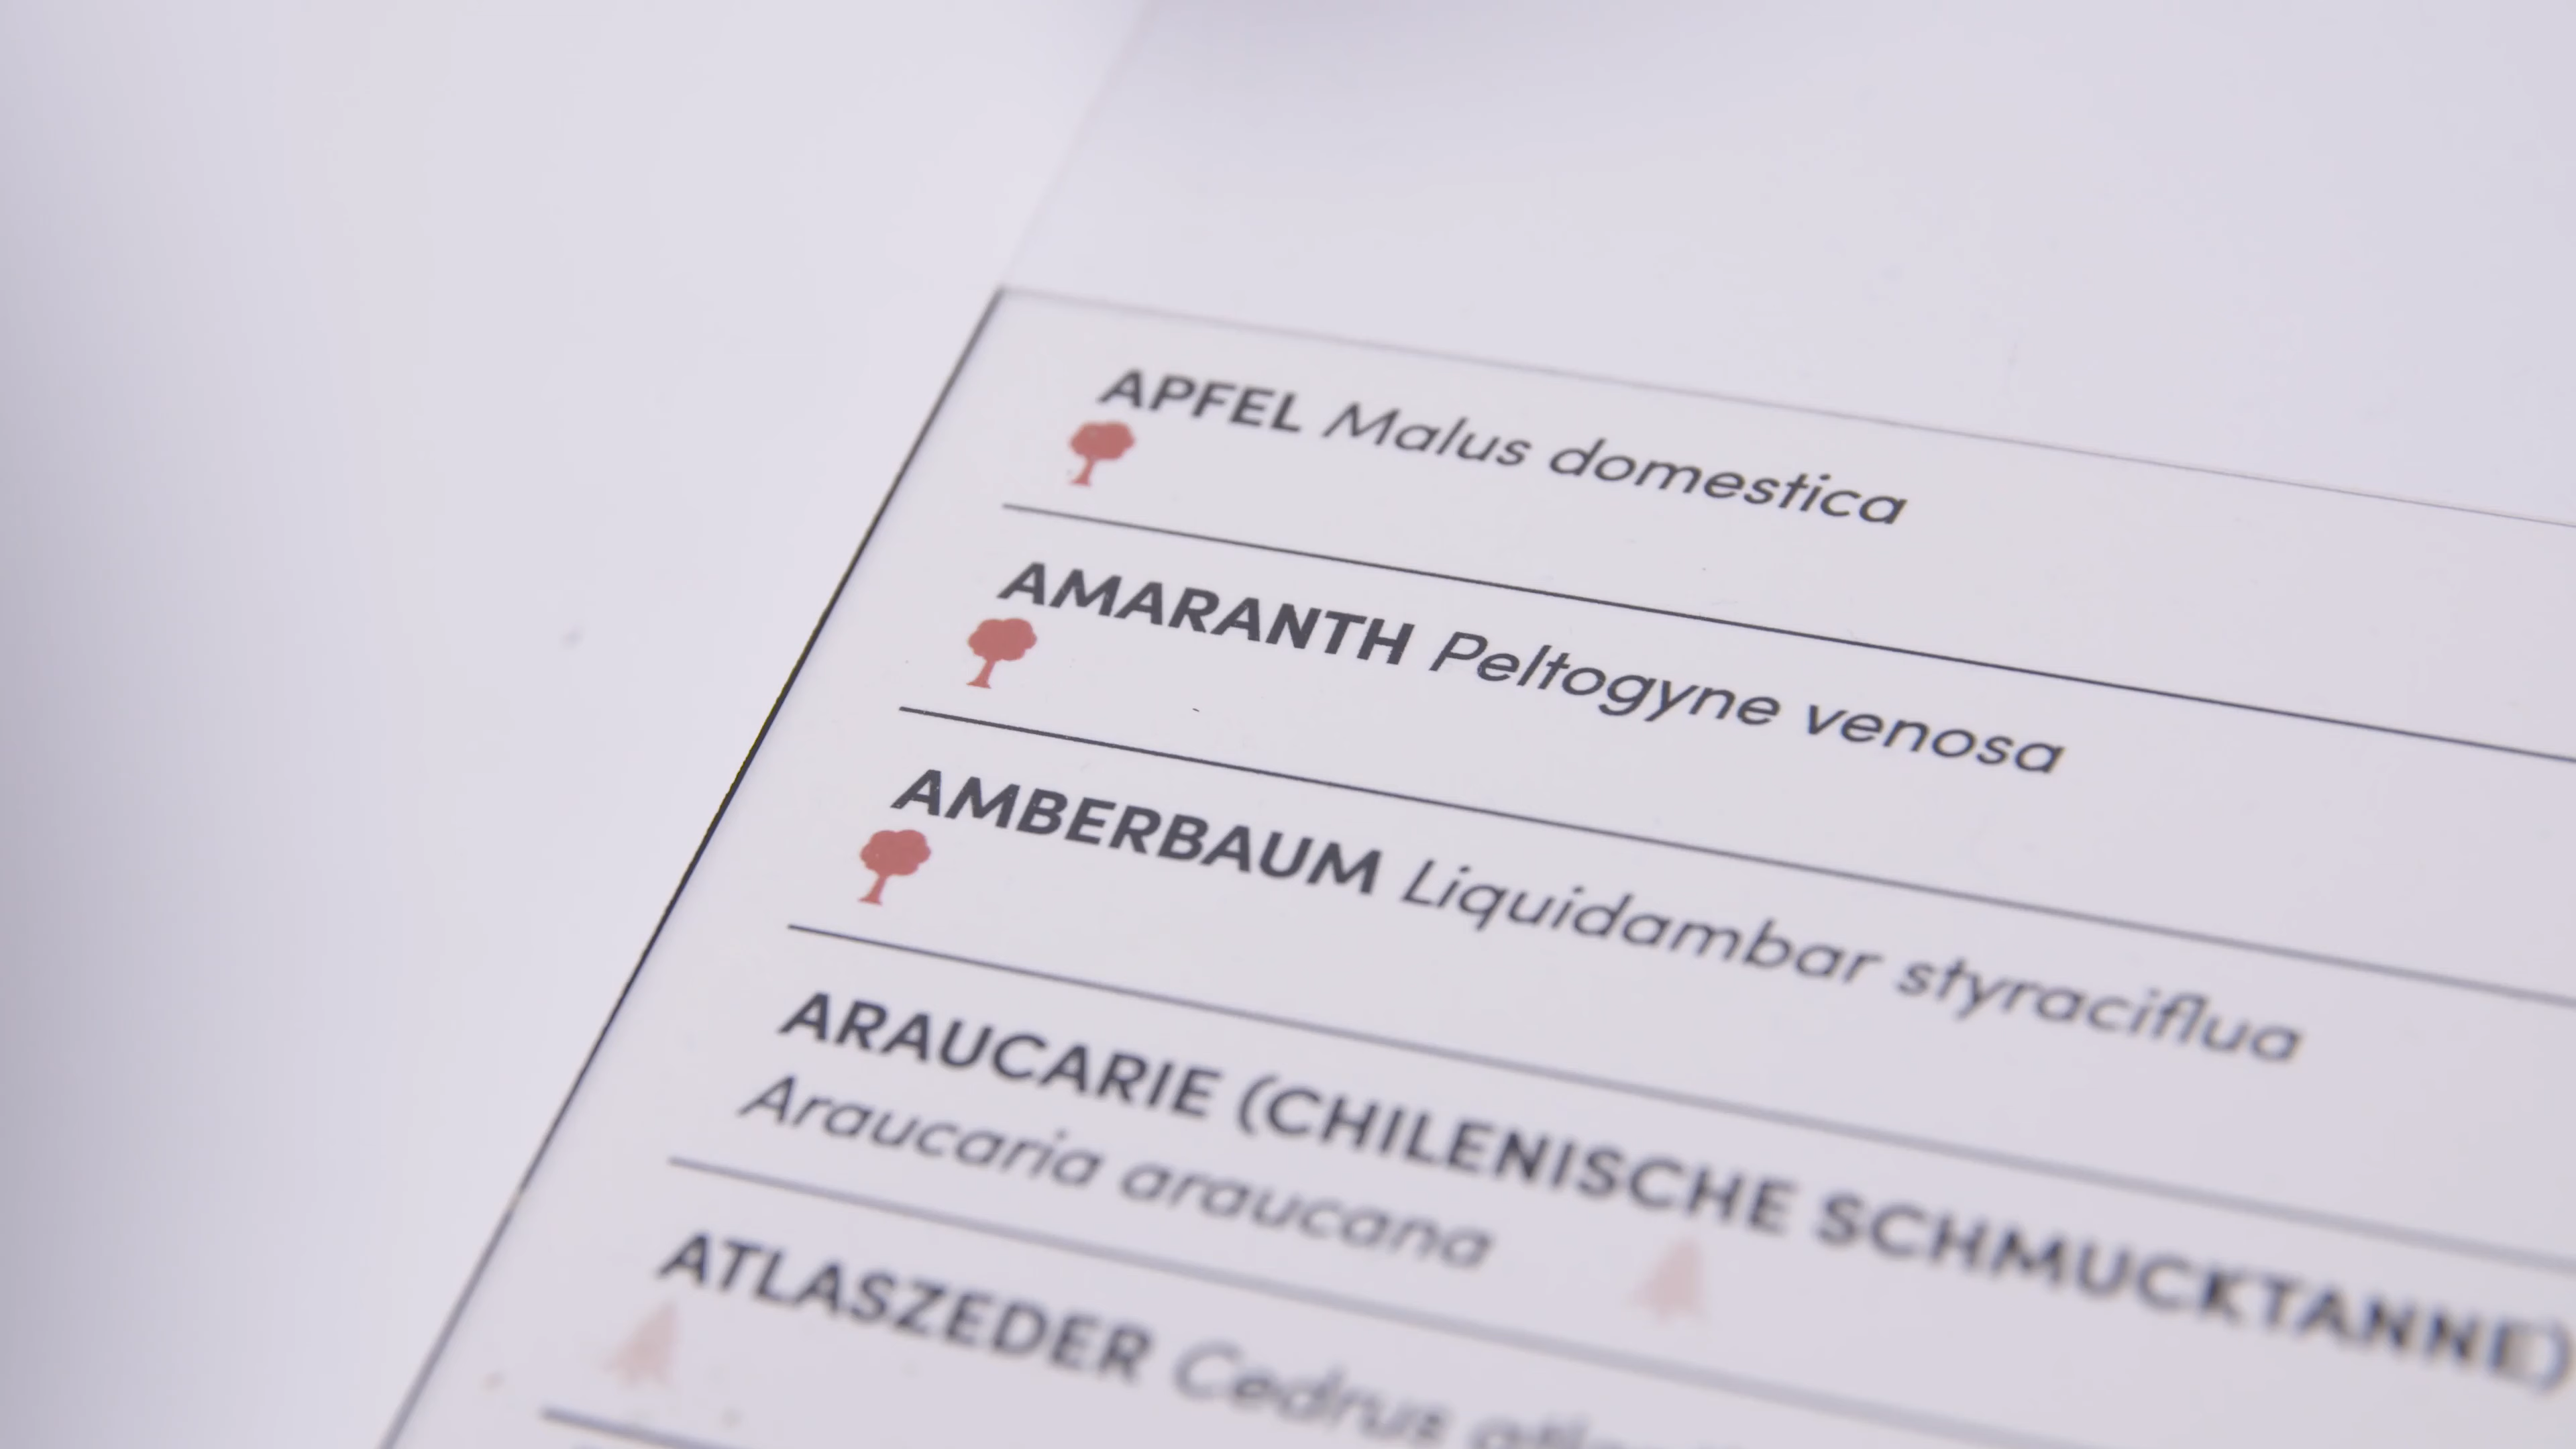 APFEL Malus domestica
AMARANTH Peltogyne venosa
AMBERBAUM Liquidambar styraciflua
ARAUCARIE (CHILENISCHE SCHMUCKTANNE)
Araucaria araucana
ATLASZEDER Cedrus